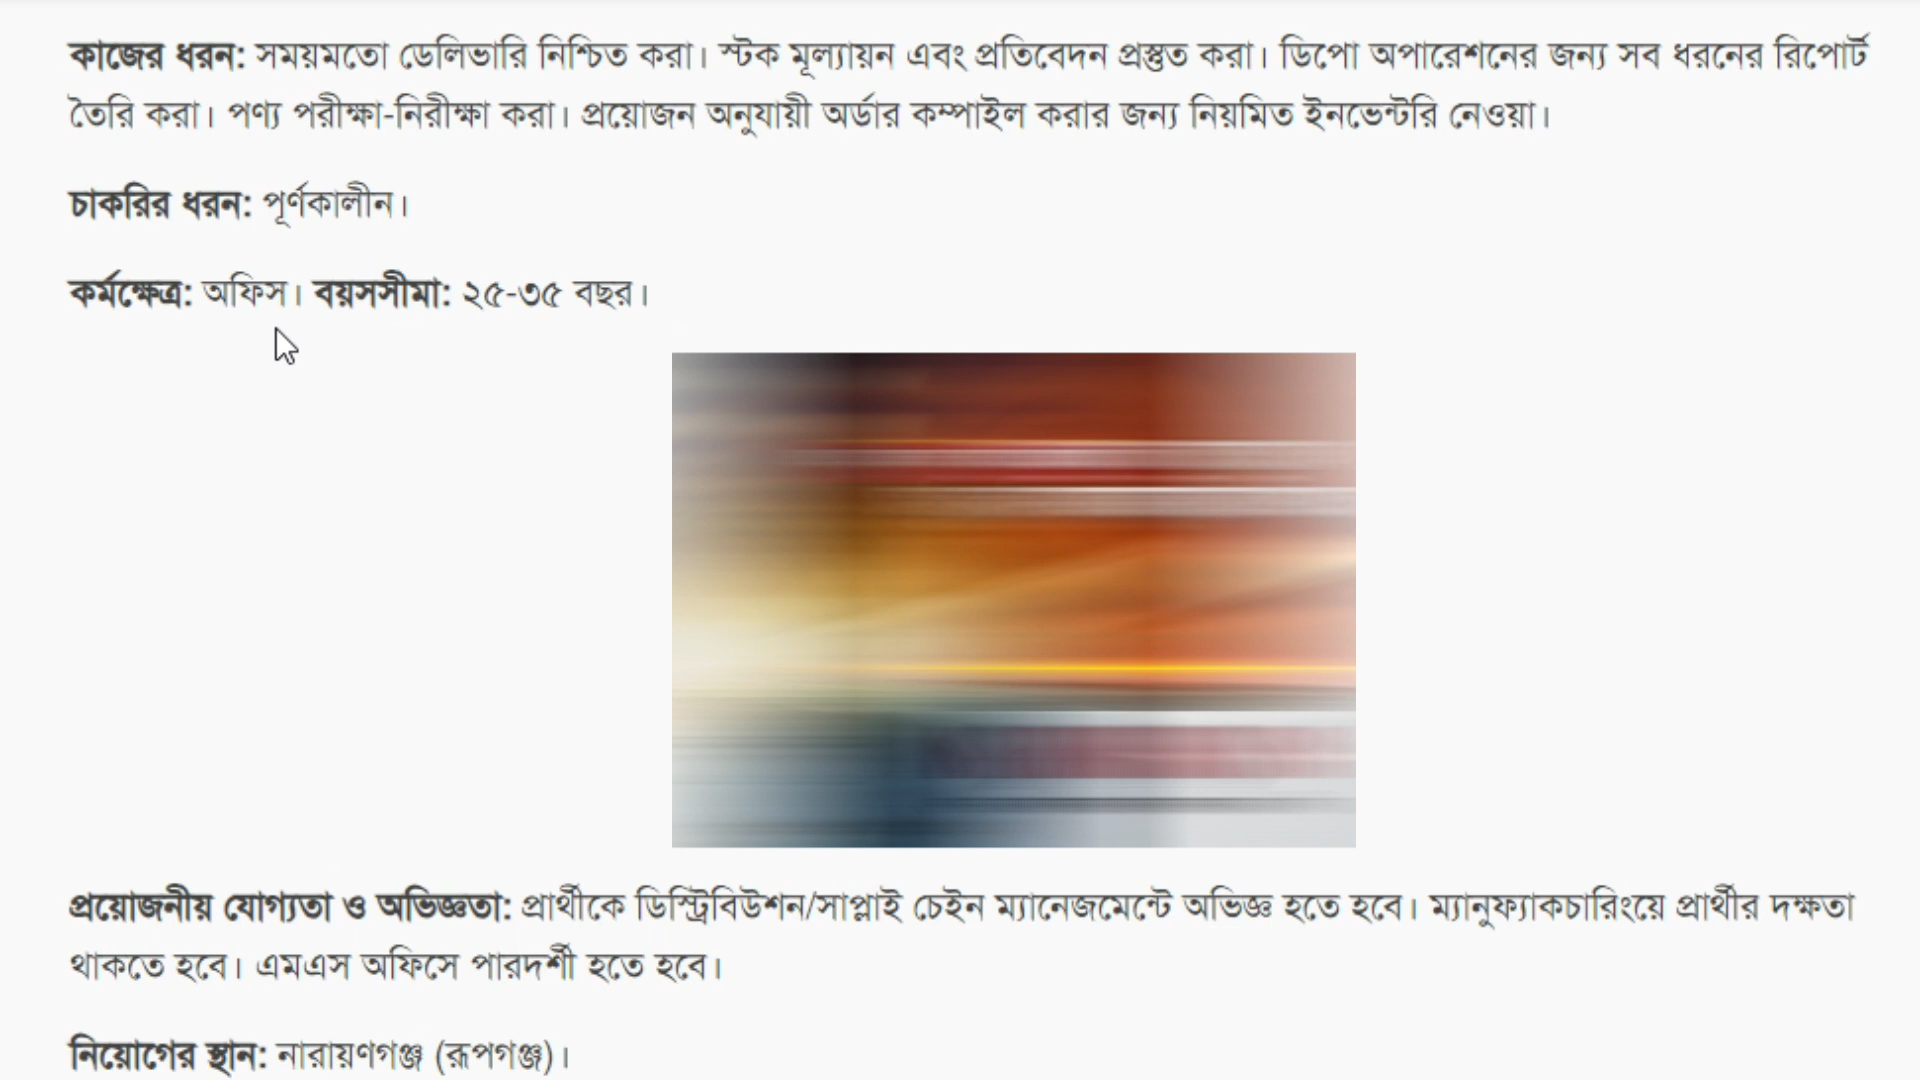 কাজের ধরন: সময়মতো ডেলিভারি নিশ্চিত করা। স্টক মূল্যায়ন এবং প্রতিবেদন প্রস্তুত করা। ডিপো অপারেশনের জন্য সব ধরনের রিপোর্ট
তৈরি করা। পণ্য পরীক্ষা-নিরীক্ষা করা। প্রয়োজন অনুযায়ী অর্ডার কম্পাইল করার জন্য নিয়মিত ইনভেন্টরি নেওয়া।
চাকরির ধরন: পূর্ণকালীন।
কর্মক্ষেত্র: অফিস। বয়সসীমা: ২৫-৩৫ বছর।
প্রয়োজনীয় যোগ্যতা ও অভিজ্ঞতা: প্রার্থীকে ডিস্ট্রিবিউশন/সাপ্লাই চেইন ম্যানেজমেন্টে অভিজ্ঞ হতে হবে। ম্যানুফ্যাকচারিংয়ে প্রার্থীর দক্ষতা
থাকতে হবে। এমএস অফিসে পারদর্শী হতে হবে।
নিয়োগের স্থান: নারায়ণগঞ্জ (রূপগঞ্জ)।